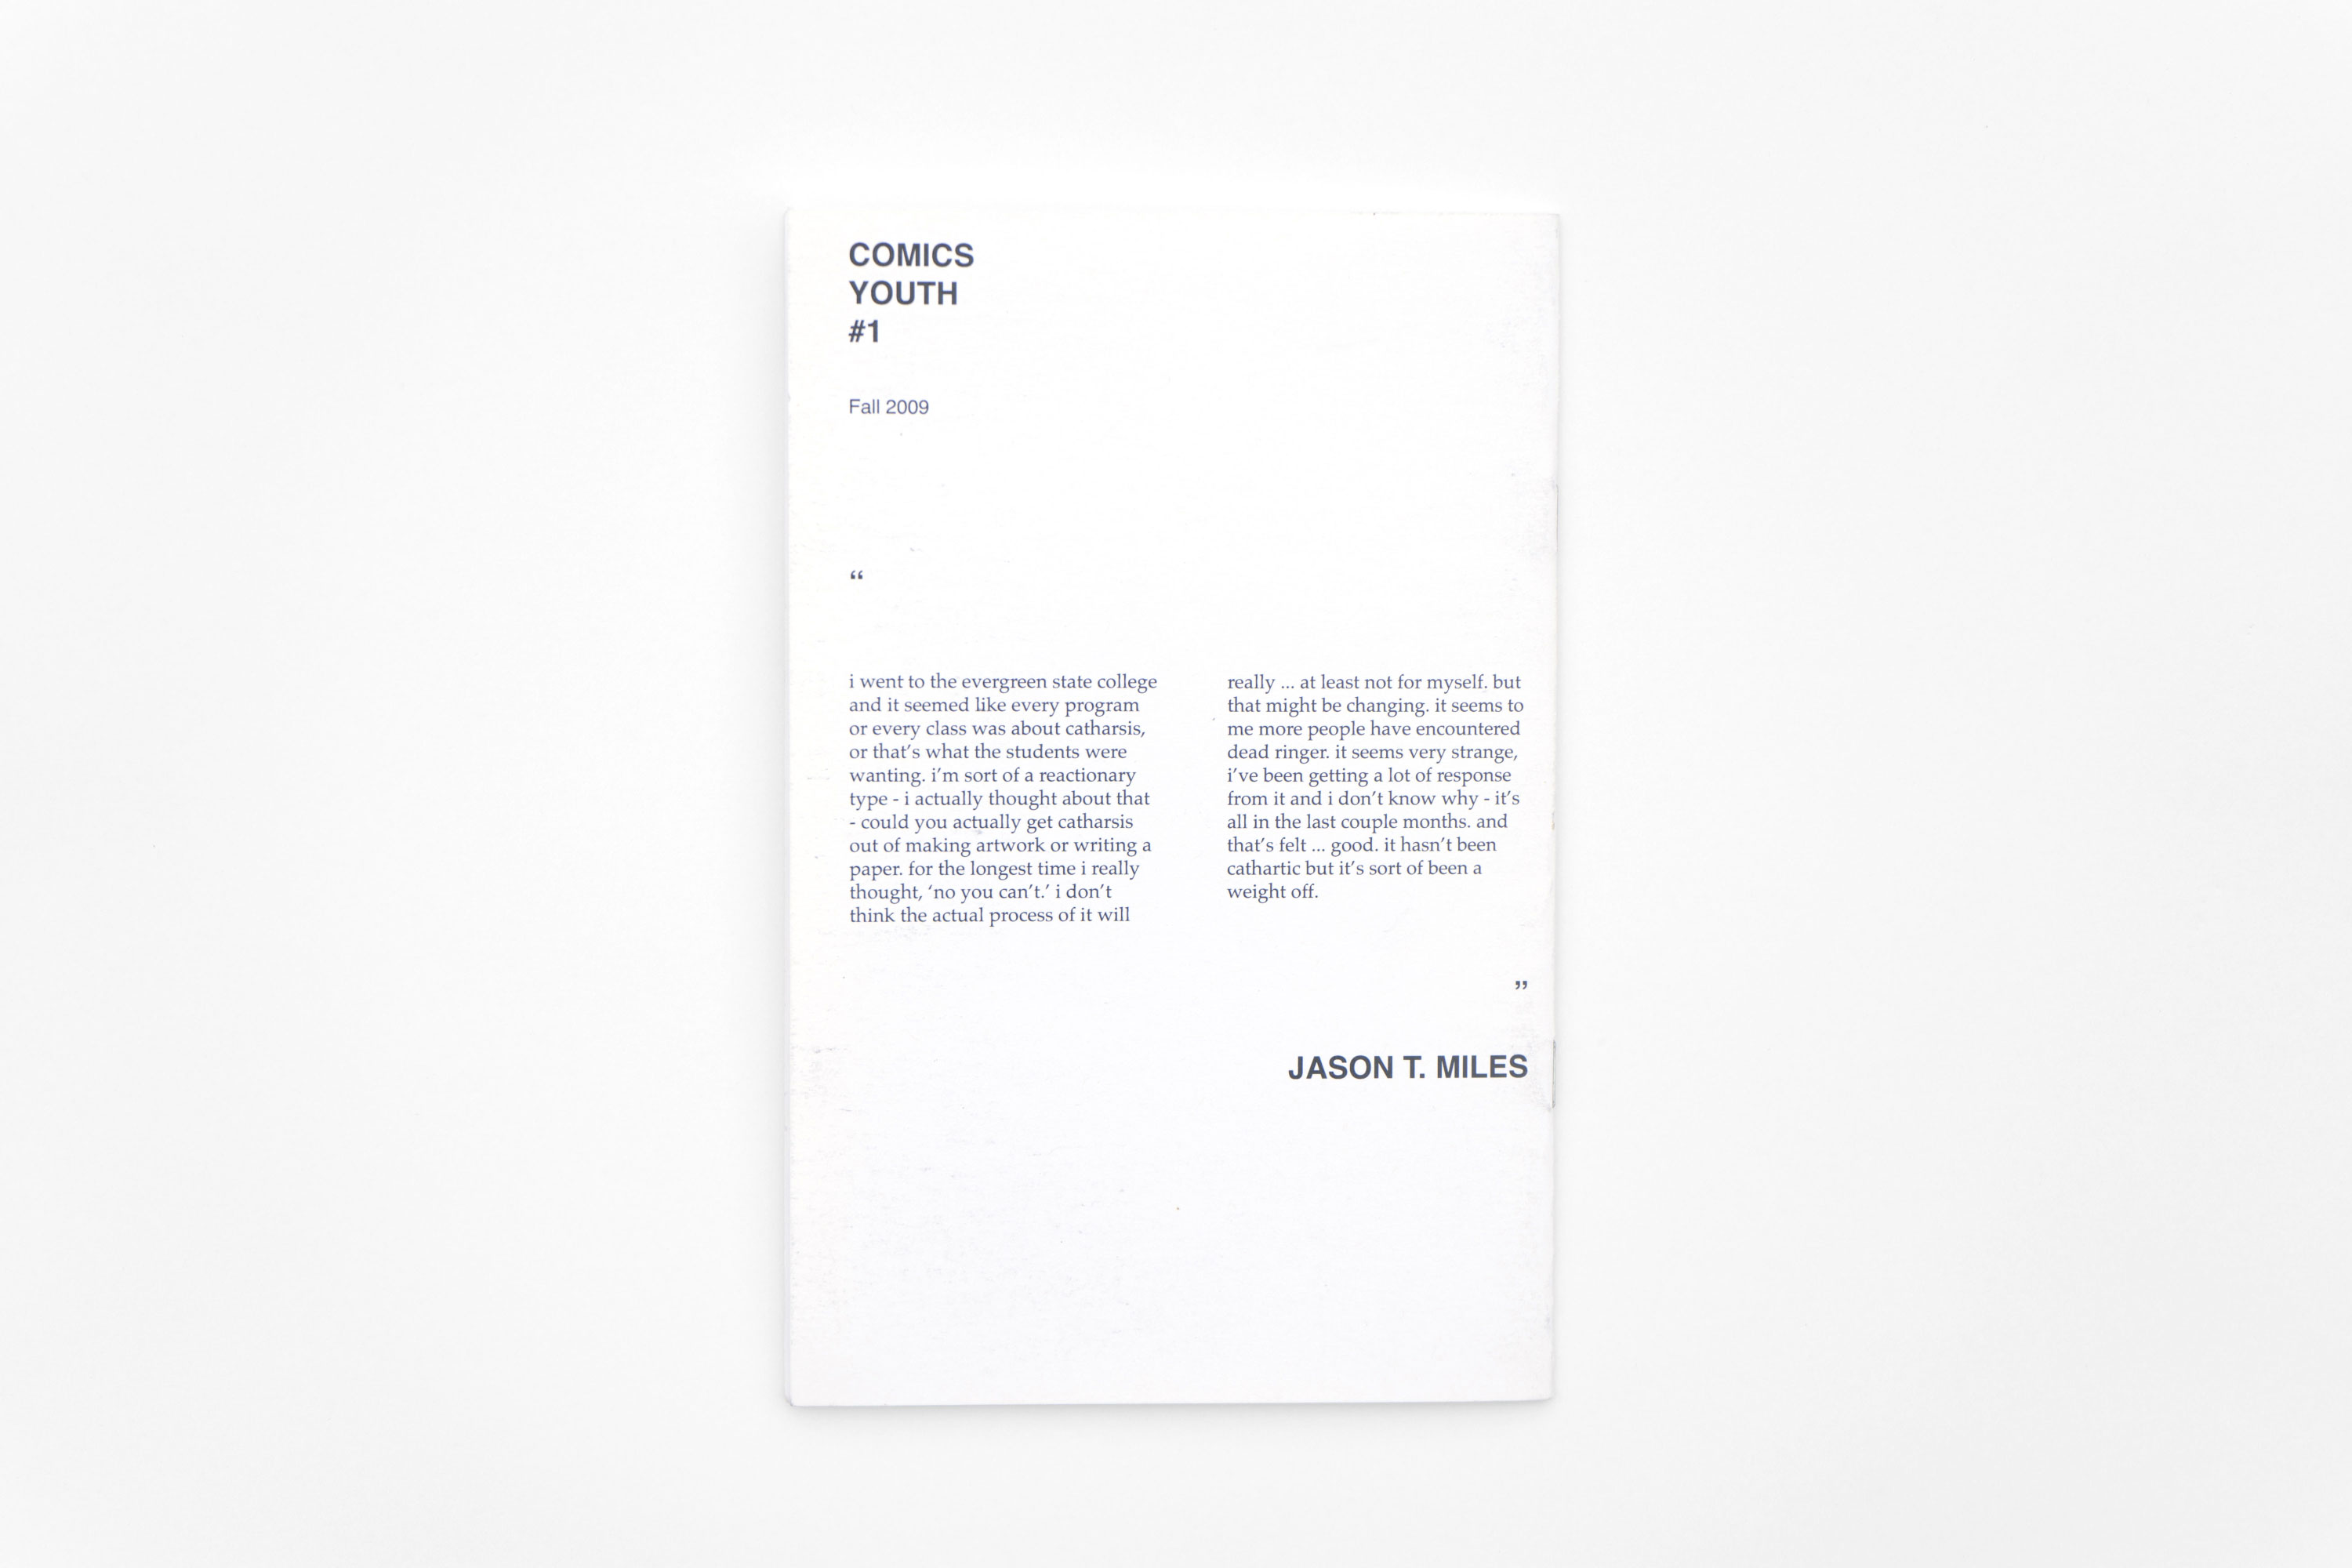 COMICS
YOUTH
#1
Fall 2009
“
i went to the evergreen state college
and it seemed like every program
or every class was about catharsis,
or that’s what the students were
wanting. i’m sort of a reactionary
type - i actually thought about that
- could you actually get catharsis
out of making artwork or writing a
paper. for the longest time i really
thought, ‘no you can’t.’ i don’t
think the actual process of it will
really ... at least not for myself. but
that might be changing. it seems to
me more people have encountered
dead ringer. it seems very strange,
i’ve been getting a lot of response
from it and i don’t know why - it’s
all in the last couple months. and
that’s felt ... good. it hasn’t been
cathartic but it’s sort of been a
weight off.
”
JASON T. MILES